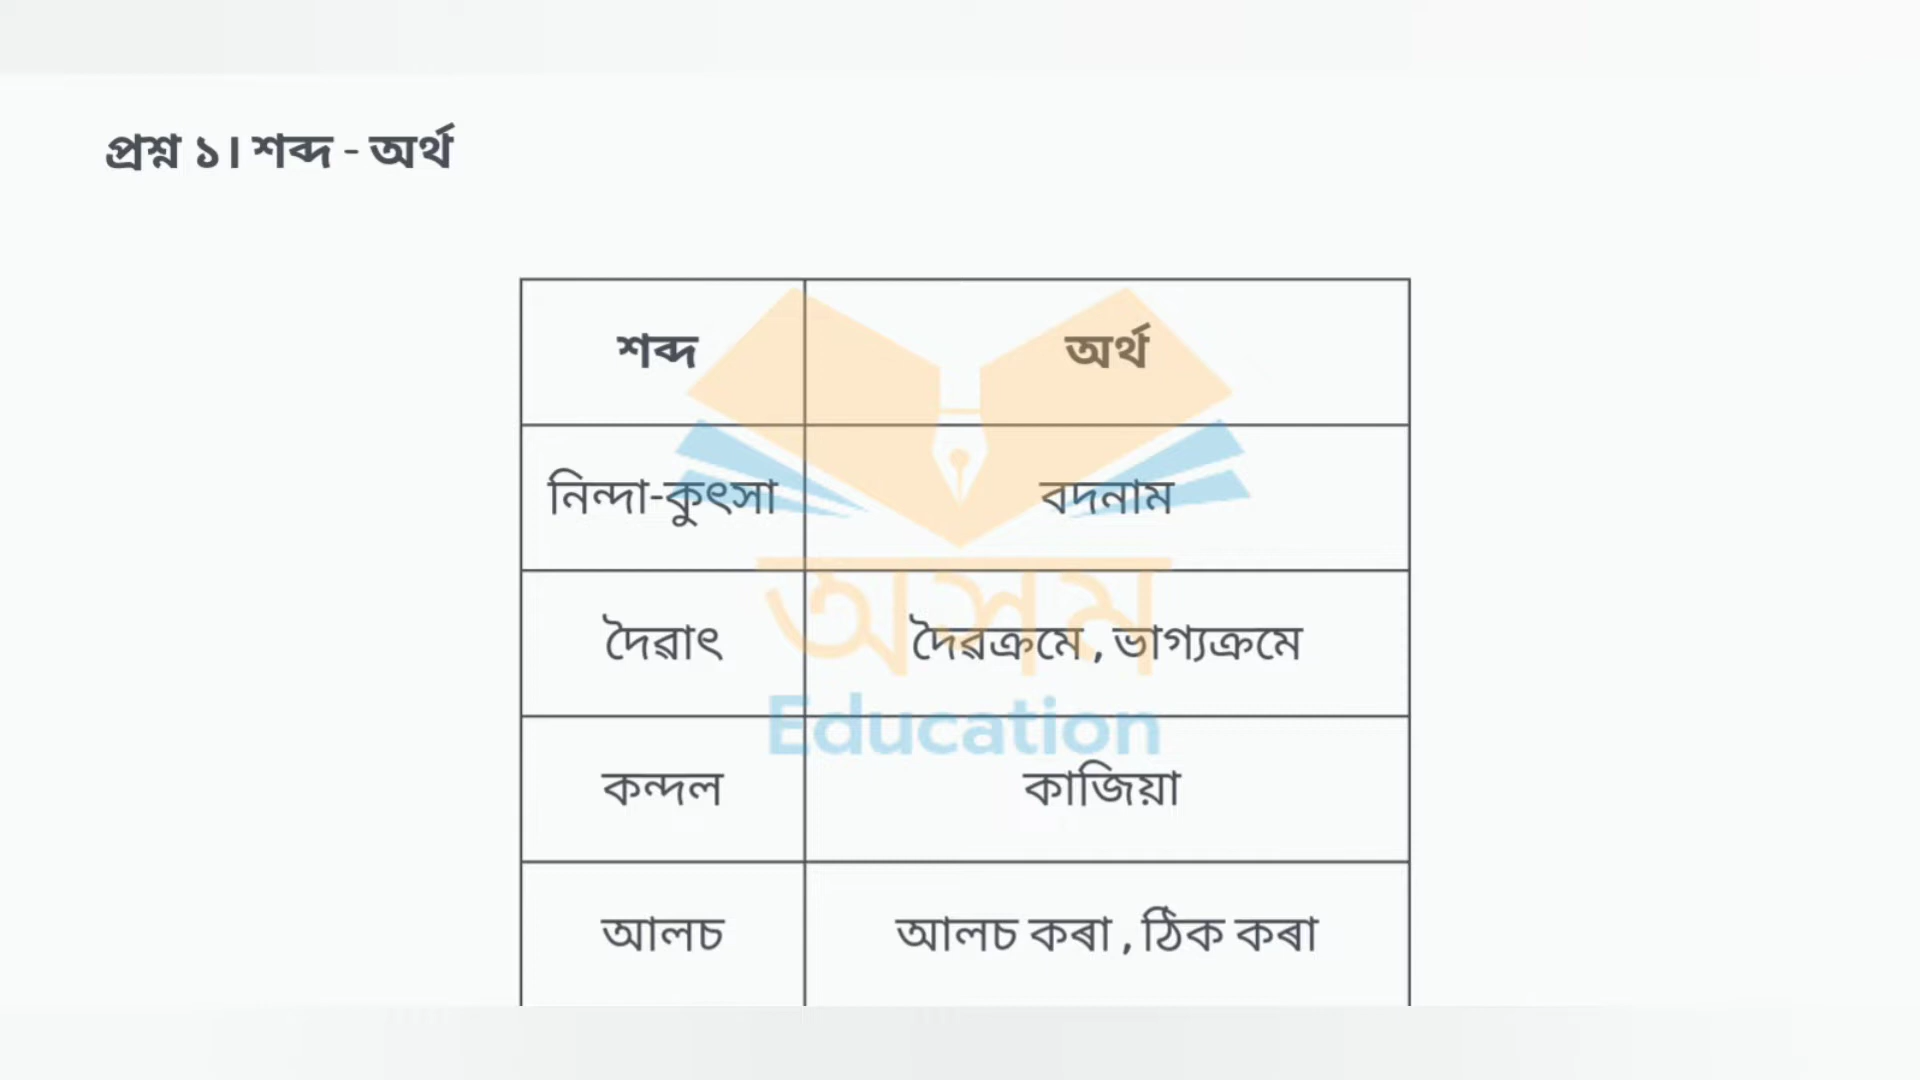 প্ৰশ্ন ১। শব্দ - অৰ্থ
শব্দ অৰ্থ
নিন্দা-কুৎসা বদনাম
দৈৱাৎ দৈৱক্ৰমে , ভাগ্যক্ৰমে
কন্দল কাজিয়া
আলচ আলচ কৰা , ঠিক কৰা
অসম
Education